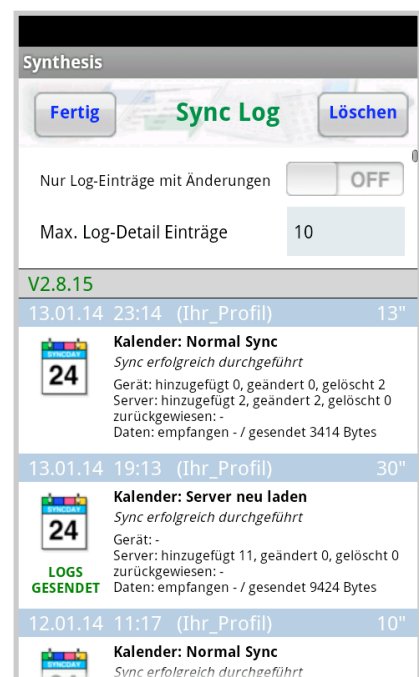 Synthesis
Fertig
Sync Log
Löschen
Nur Log-Einträge mit Änderungen
OFF
Max. Log-Detail Einträge
10
V2.8.15
13.01.14 23:14 (Ihr_Profil) 13"
SYNCDAY
24
Kalender: Normal Sync
Sync erfolgreich durchgeführt
Gerät: hinzugefügt 0, geändert 0, gelöscht 2
Server: hinzugefügt 2, geändert 2, gelöscht 0
zurückgewiesen: -
Daten: empfangen - / gesendet 3414 Bytes
13.01.14 19:13 (Ihr_Profil) 30"
SYNCDAY
24
LOGS
GESENDET
Kalender: Server neu laden
Sync erfolgreich durchgeführt
Gerät: -
Server: hinzugefügt 11, geändert 0, gelöscht 0
zurückgewiesen: -
Daten: empfangen - / gesendet 9424 Bytes
12.01.14 11:17 (Ihr_Profil) 10"
SYNCDAY
24
Kalender: Normal Sync
Sync erfolgreich durchgeführt